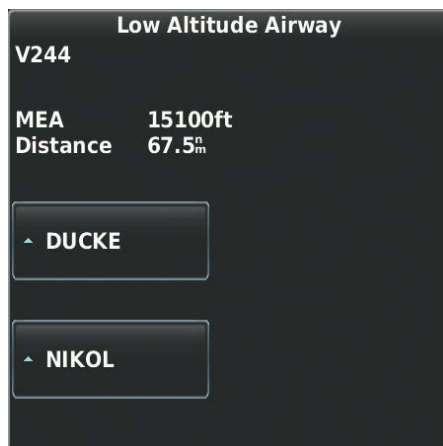 Low Altitude Airway
V244
MEA 15100ft
Distance 67.5nm
DUCKE
NIKOL